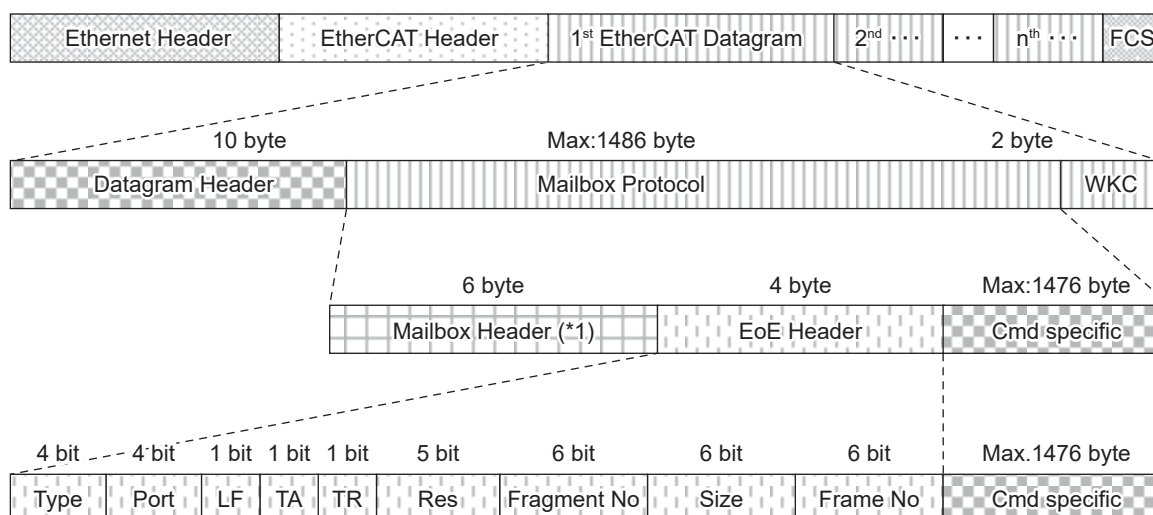 Ethernet Header EtherCAT Header 1st EtherCAT Datagram 2nd ··· ··· nth ··· FCS
10 byte Max:1486 byte 2 byte
Datagram Header Mailbox Protocol WKC
6 byte 4 byte Max:1476 byte
Mailbox Header (*1) EoE Header Cmd specific
4 bit 4 bit 1 bit 1 bit 1 bit 5 bit 6 bit 6 bit 6 bit Max.1476 byte
Type Port LF TA TR Res Fragment No Size Frame No Cmd specific